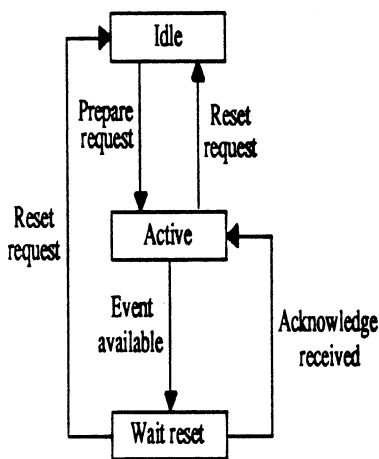 Idle
Prepare
request
Reset
request
Reset
request
Active
Event
available
Acknowledge
received
Wait reset